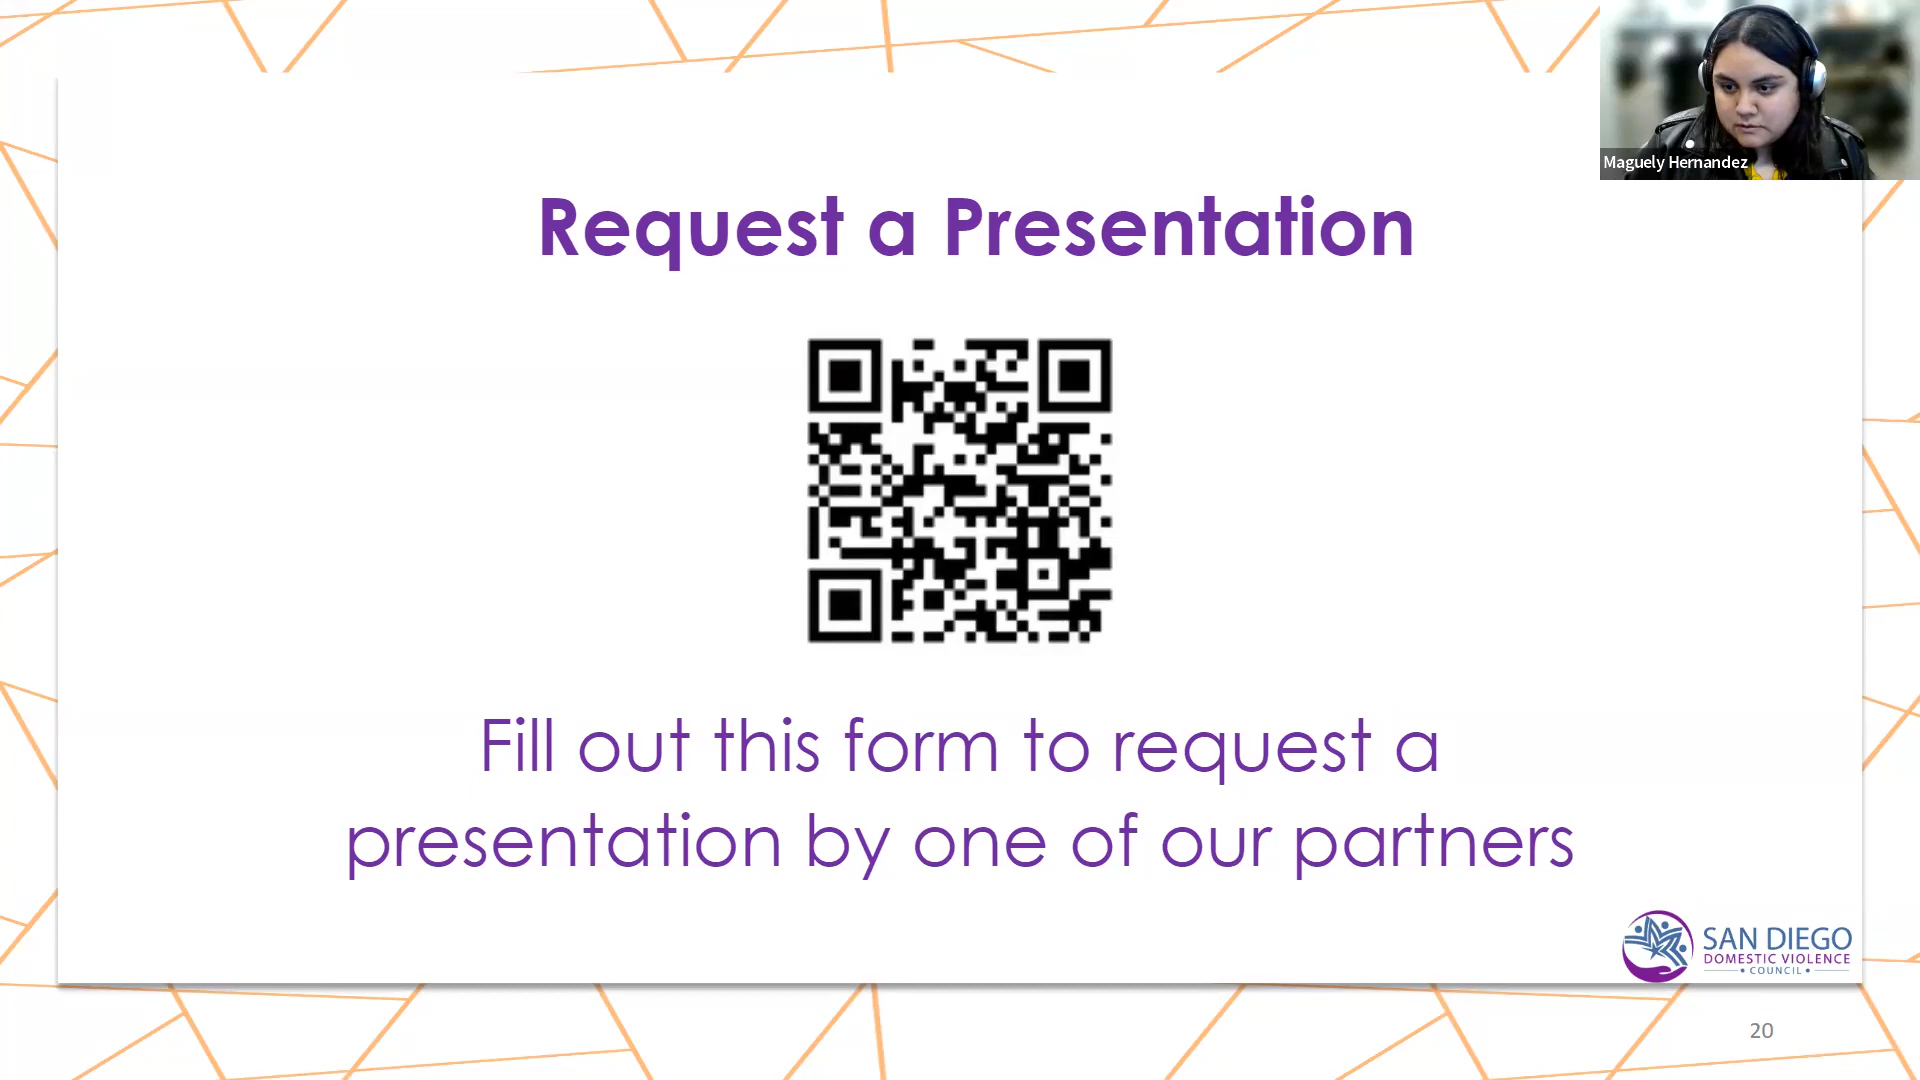 Maguely Hernandez
Request a Presentation
Fill out this form to request a
presentation by one of our partners
SAN DIEGO
DOMESTIC VIOLENCE
• COUNCIL •
20